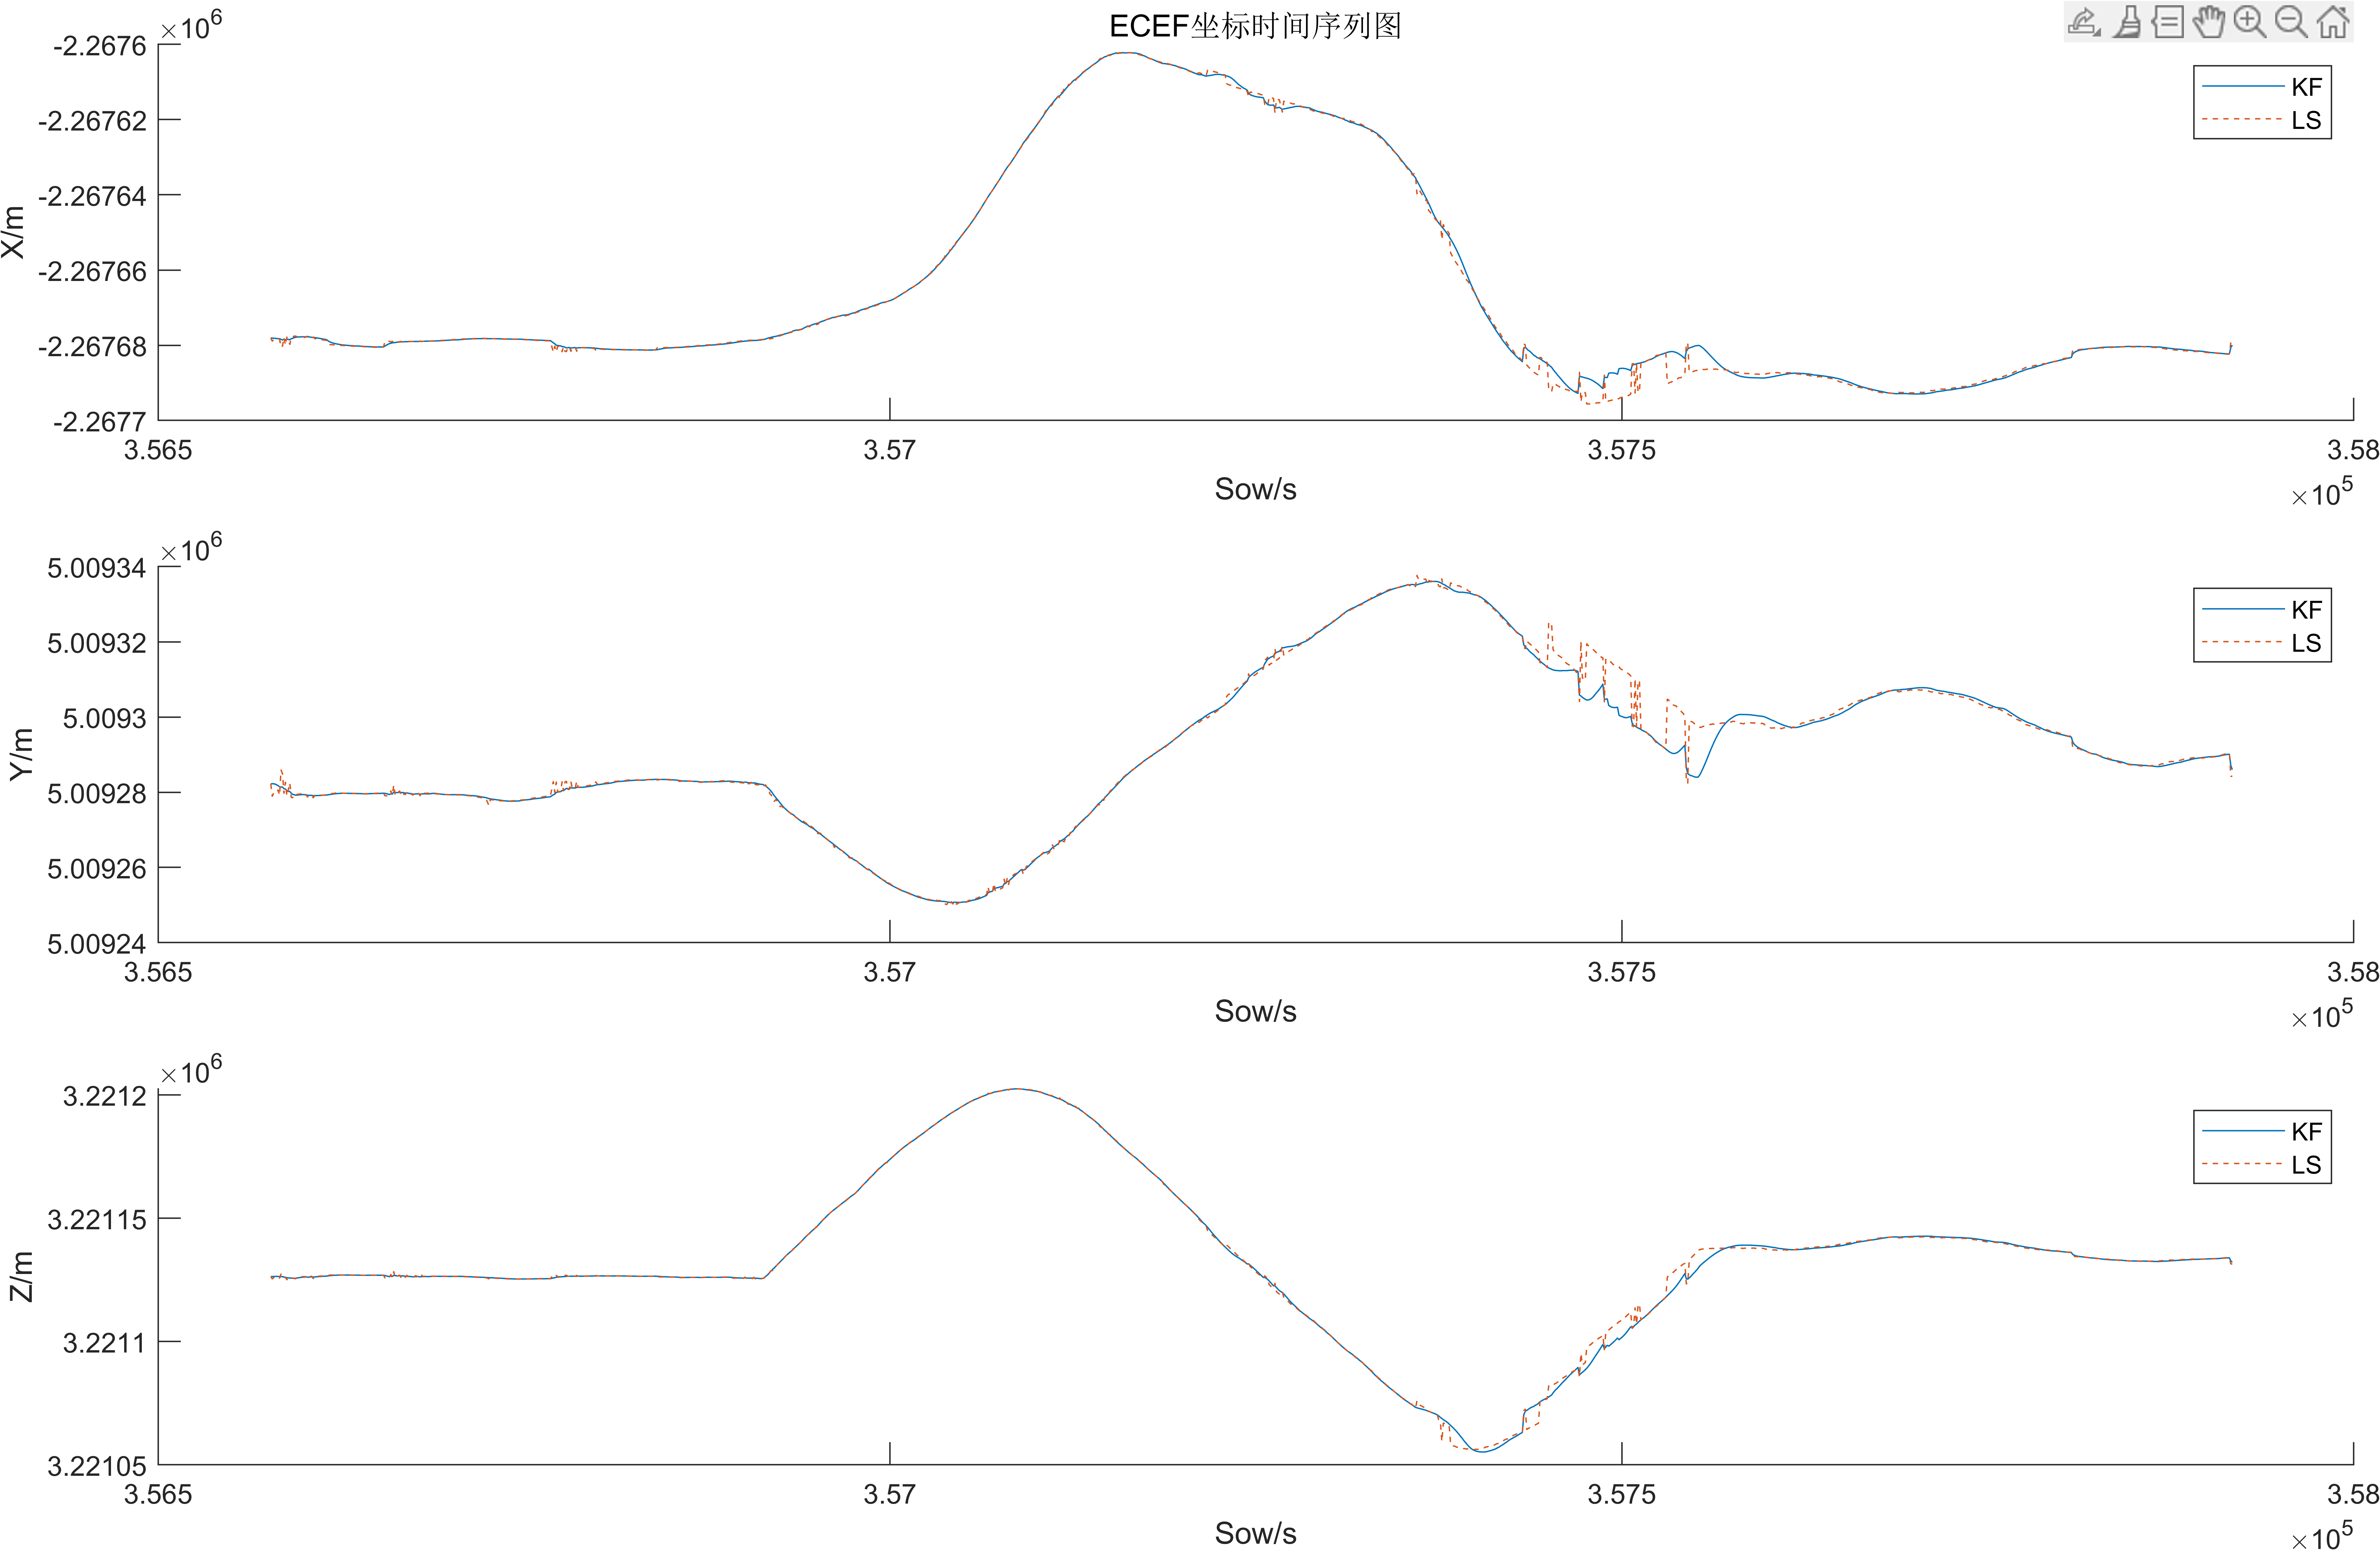 ECEF坐标时间序列图
×10^6
-2.2676
-2.26762
-2.26764
-2.26766
-2.26768
-2.2677
X/m
KF
LS
3.565
3.57
3.575
3.58
Sow/s
×10^5
×10^6
5.00934
5.00932
5.0093
5.00928
5.00926
5.00924
Y/m
KF
LS
3.565
3.57
3.575
3.58
Sow/s
×10^5
×10^6
3.2212
3.22115
3.2211
3.22105
Z/m
KF
LS
3.565
3.57
3.575
3.58
Sow/s
×10^5